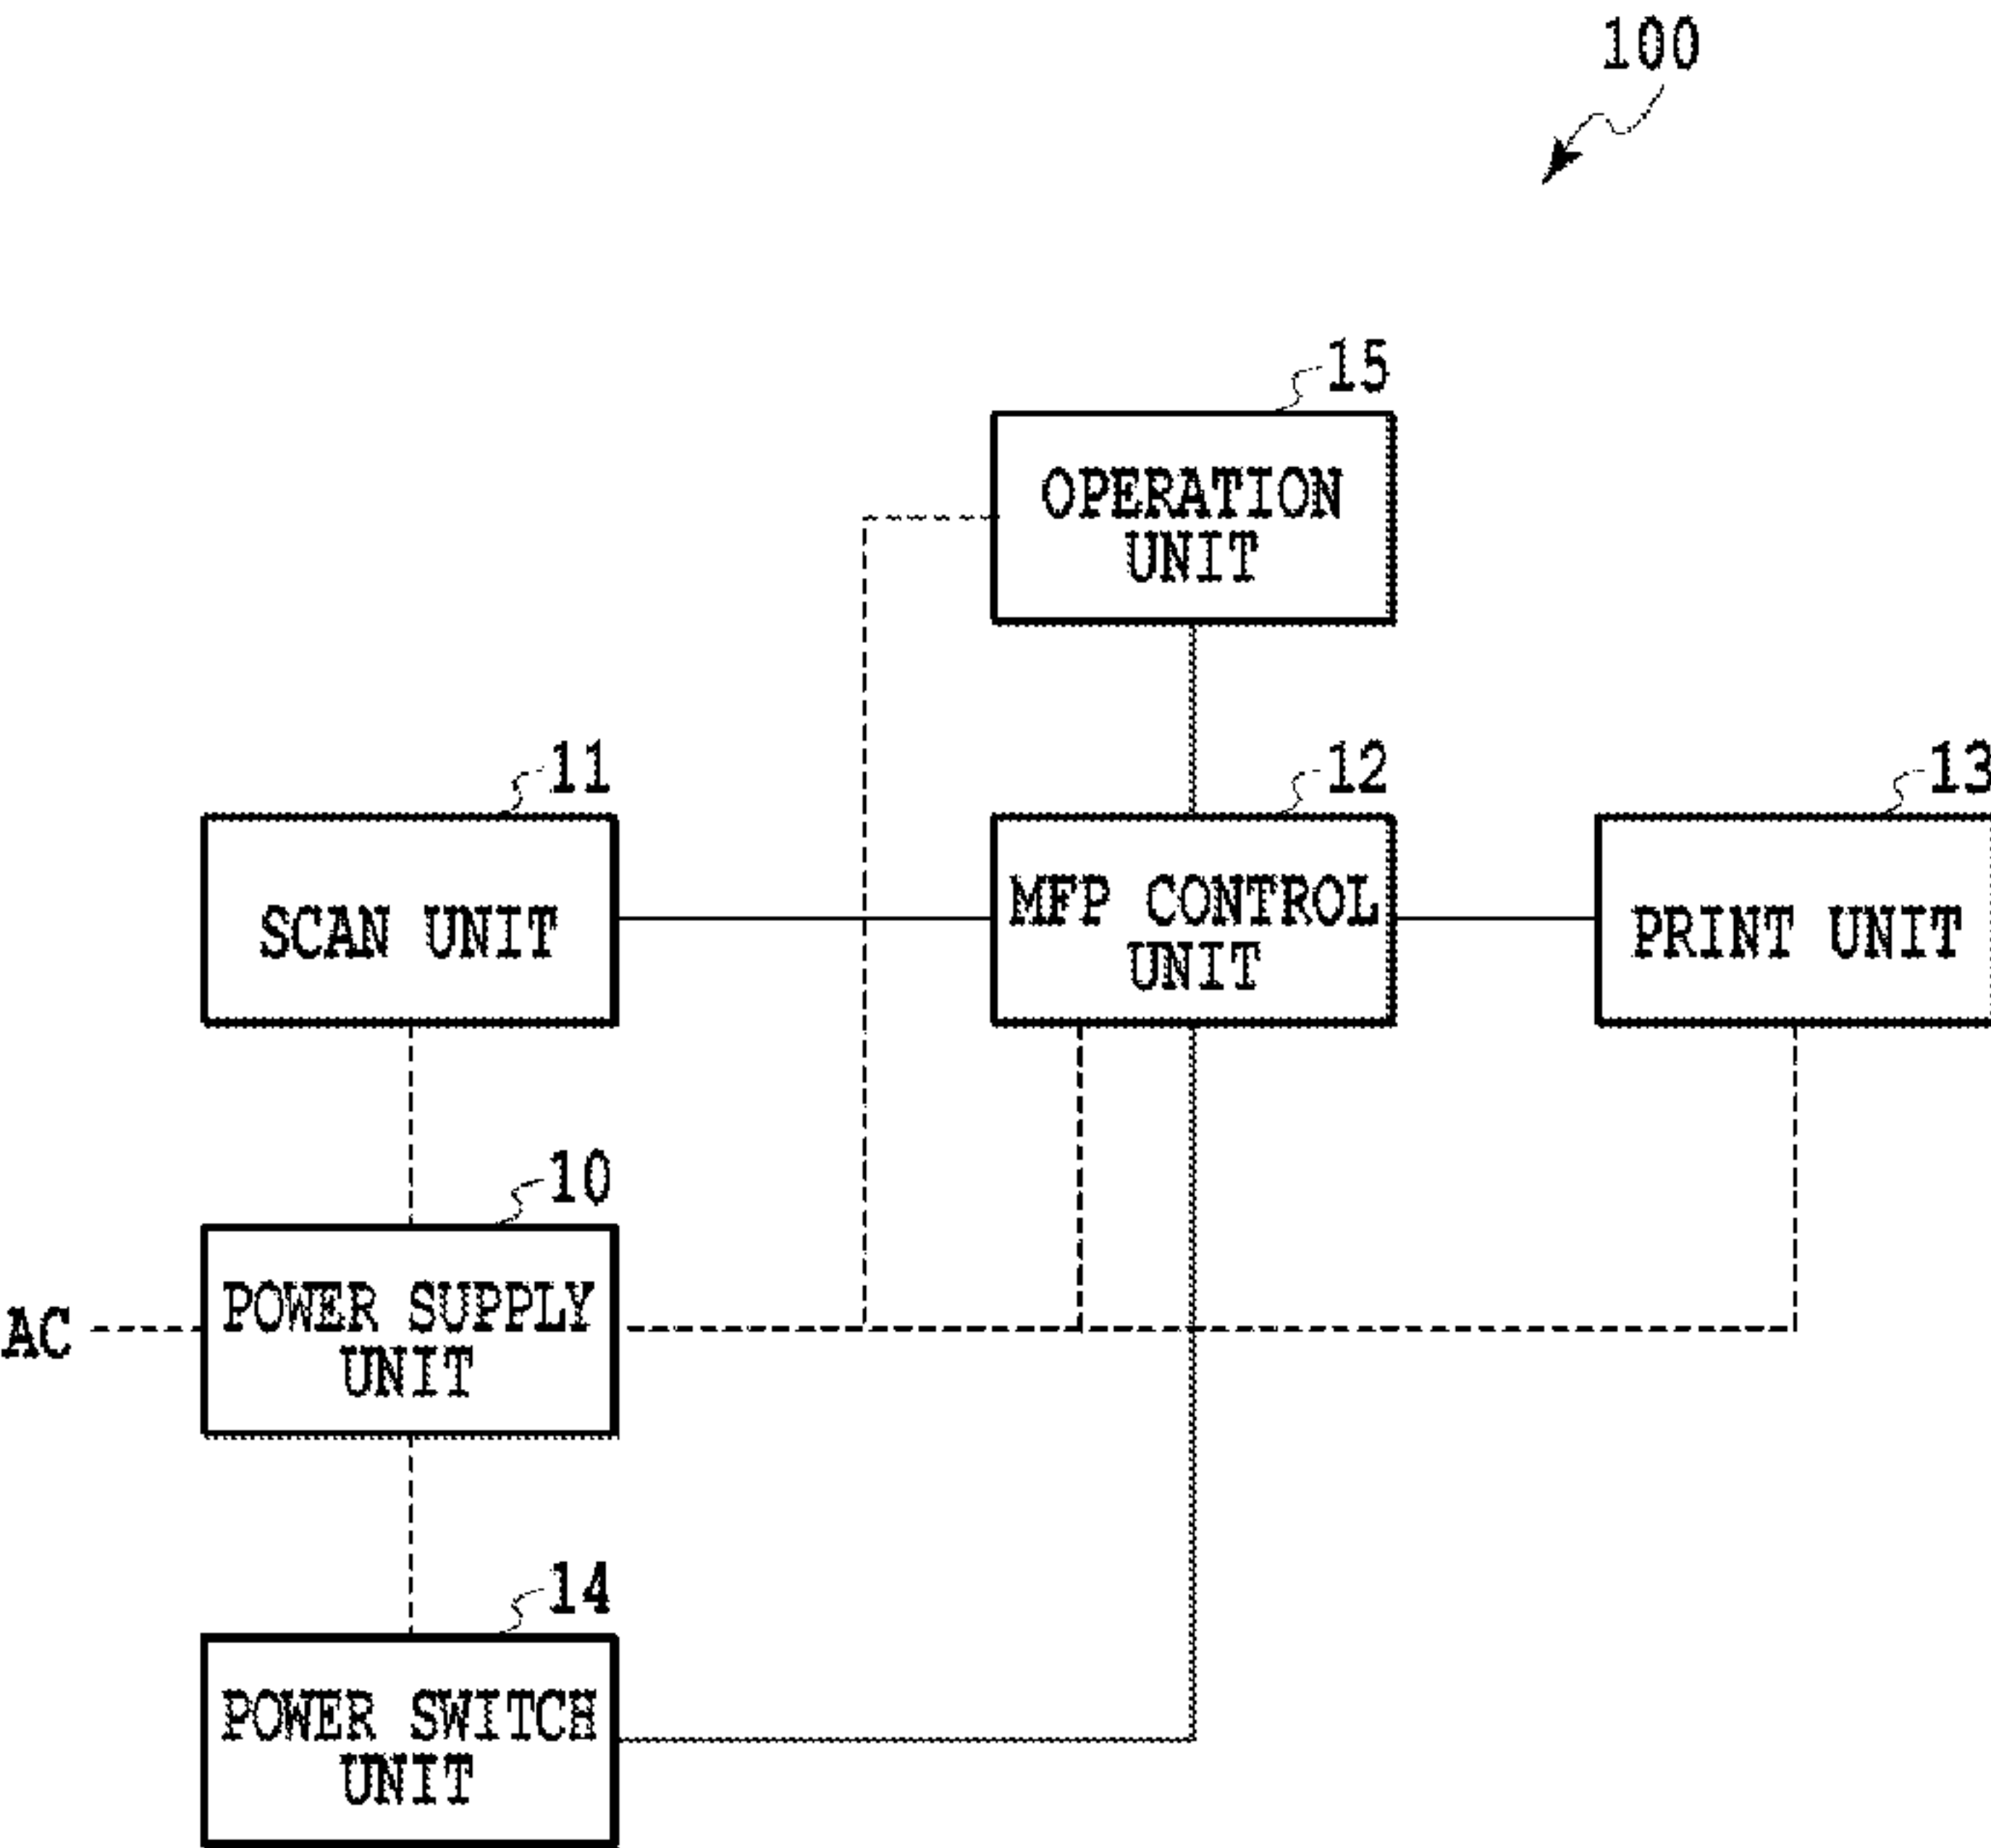 100
15
OPERATION
UNIT
11
12
13
SCAN UNIT
MFP CONTROL
UNIT
PRINT UNIT
10
AC
POWER SUPPLY
UNIT
14
POWER SWITCH
UNIT